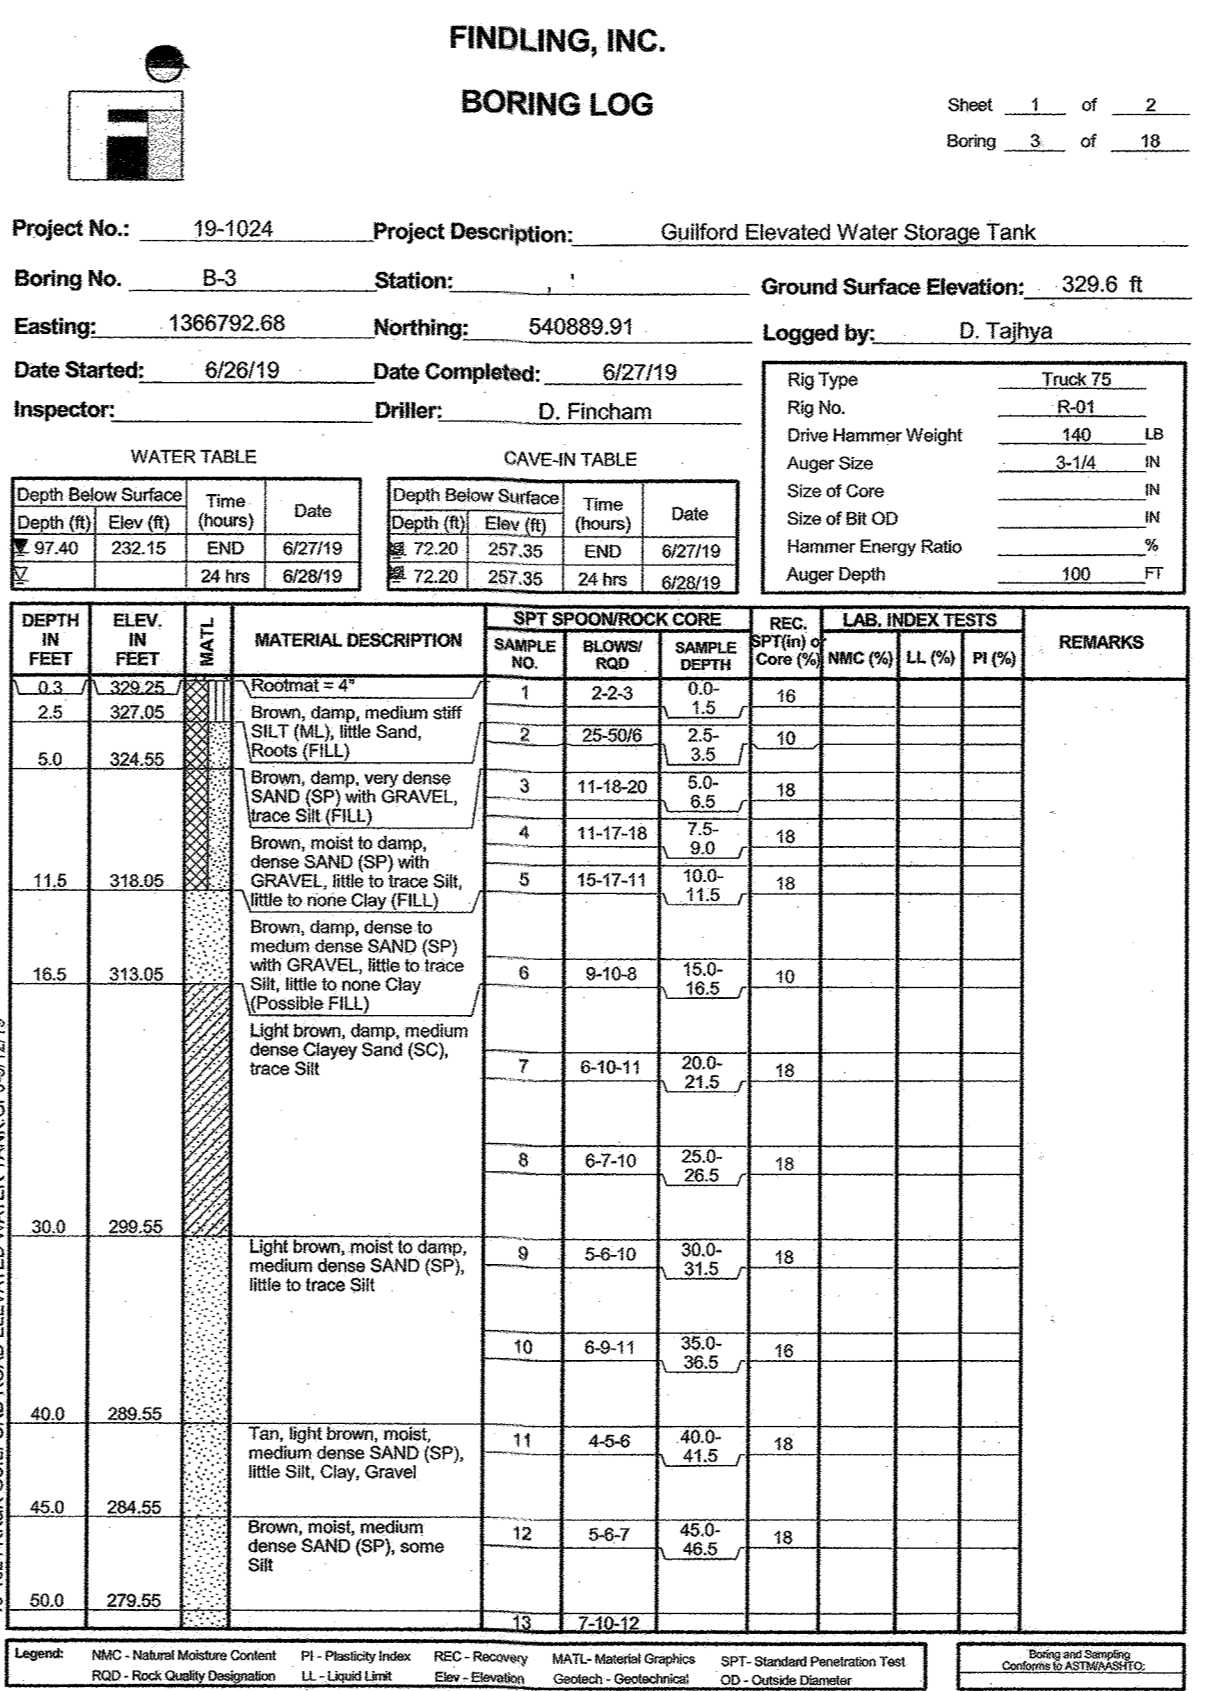 FINDLING, INC.
BORING LOG
Sheet 1 of 2
Boring 3 of 18
Project No.: 19-1024 Project Description: Guilford Elevated Water Storage Tank
Boring No. B-3 Station: , ' Ground Surface Elevation: 329.6 ft
Easting: 1366792.68 Northing: 540889.91 Logged by: D. Tajhya
Date Started: 6/26/19 Date Completed: 6/27/19
Inspector: Driller: D. Fincham
Rig Type Truck 75
Rig No. R-01
Drive Hammer Weight 140 LB
Auger Size 3-1/4 IN
Size of Core IN
Size of Bit OD IN
Hammer Energy Ratio %
Auger Depth 100 FT
WATER TABLE
Depth Below Surface Time (hours) Date
Depth (ft) Elev (ft)
97.40 232.15 END 6/27/19
24 hrs 6/28/19
CAVE-IN TABLE
Depth Below Surface Time (hours) Date
Depth (ft) Elev (ft)
72.20 257.35 END 6/27/19
72.20 257.35 24 hrs 6/28/19
DEPTH IN FEET ELEV. IN FEET MATL MATERIAL DESCRIPTION SPT SPOON/ROCK CORE REC. SPT(in) or Core (%) LAB. INDEX TESTS REMARKS
SAMPLE NO. BLOWS/ RQD SAMPLE DEPTH NMC (%) LL (%) PI (%)
0.3 329.25 Rootmat = 4" 1 2-2-3 0.0-
1.5 16
2.5 327.05 Brown, damp, medium stiff
SILT (ML), little Sand,
Roots (FILL)
2 25-50/6 2.5-
3.5 10
5.0 324.55
Brown, damp, very dense
SAND (SP) with GRAVEL,
trace Silt (FILL)
3 11-18-20 5.0-
6.5 18
4 11-17-18 7.5-
9.0 18
Brown, moist to damp,
dense SAND (SP) with
GRAVEL, little to trace Silt,
little to none Clay (FILL)
11.5 318.05
5 15-17-11 10.0-
11.5 18
Brown, damp, dense to
medum dense SAND (SP)
with GRAVEL, little to trace
Silt, little to none Clay
(Possible FILL)
16.5 313.05
6 9-10-8 15.0-
16.5 10
Light brown, damp, medium
dense Clayey Sand (SC),
trace Silt
7 6-10-11 20.0-
21.5 18
8 6-7-10 25.0-
26.5 18
30.0 299.55
Light brown, moist to damp,
medium dense SAND (SP),
little to trace Silt
9 5-6-10 30.0-
31.5 18
10 6-9-11 35.0-
36.5 16
40.0 289.55
Tan, light brown, moist,
medium dense SAND (SP),
little Silt, Clay, Gravel
11 4-5-6 40.0-
41.5 18
45.0 284.55
Brown, moist, medium
dense SAND (SP), some
Silt
12 5-6-7 45.0-
46.5 18
50.0 279.55
13 7-10-12
Legend: NMC - Natural Moisture Content PI - Plasticity Index REC - Recovery MATL- Material Graphics SPT- Standard Penetration Test
RQD - Rock Quality Designation LL - Liquid Limit Elev - Elevation Geotech - Geotechnical OD - Outside Diameter
Boring and Sampling
Conforms to ASTM/AASHTO: